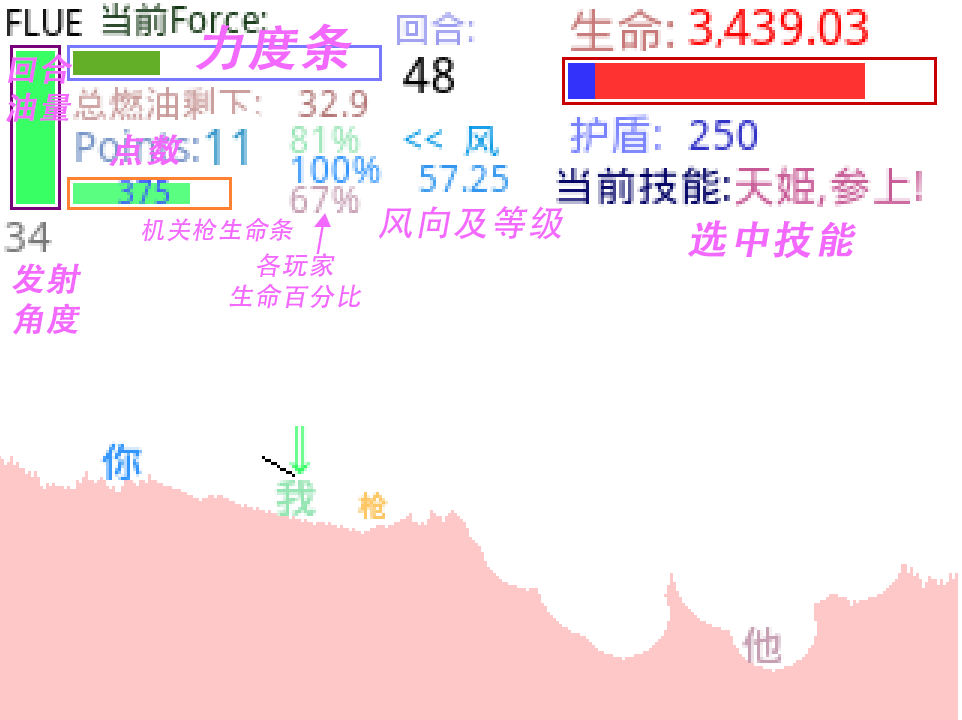 FLUE 当前Force:
力度条
回合:
48
生命: 3,439.03
回合
油量
总燃油剩下: 32.9
Points:11
点数
81%
100%
67%
<< 风
57.25
护盾: 250
当前技能:天姫,参上!
375
34
机关枪生命条
风向及等级
选中技能
发射
角度
各玩家
生命百分比
你
我
枪
他